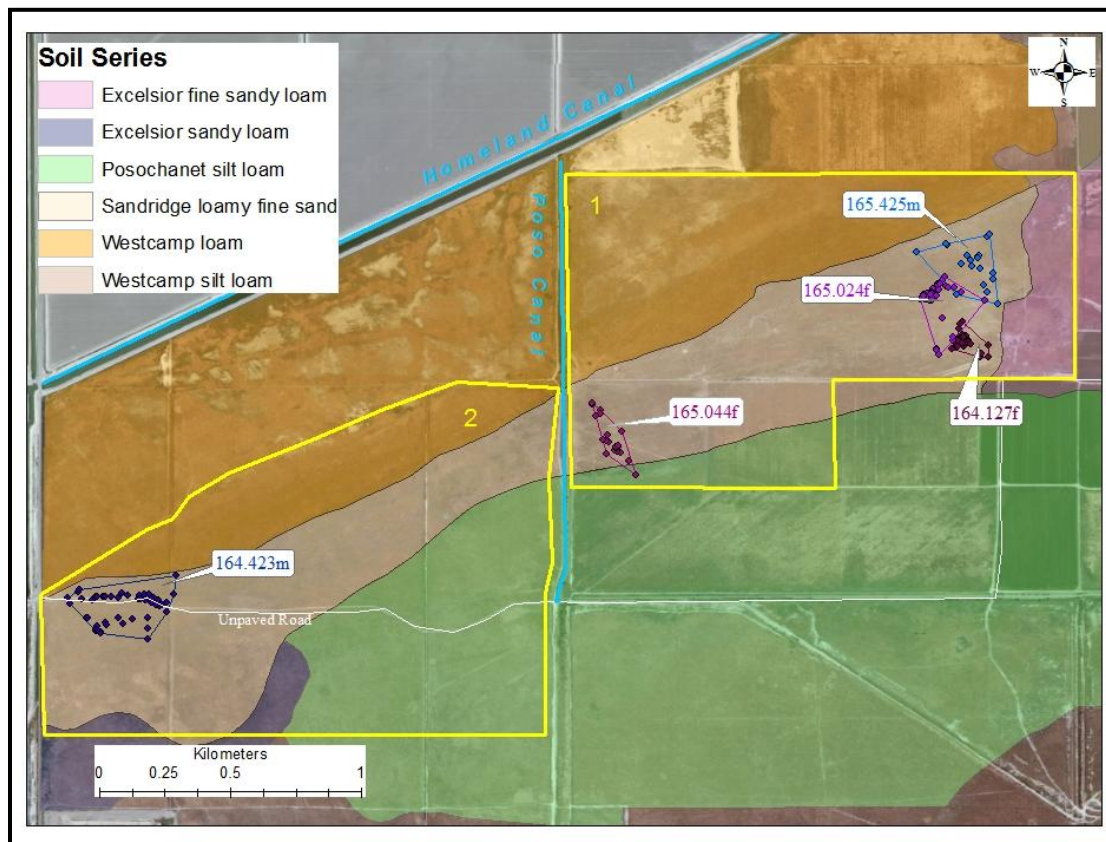 Soil Series
Excelsior fine sandy loam
Excelsior sandy loam
Posochanet silt loam
Sandridge loamy fine sand
Westcamp loam
Westcamp silt loam
N
W E
S
Homeland Canal
Poso Canal
1
165.425m
165.024f
164.127f
165.044f
2
164.423m
Unpaved Road
Kilometers
0 0.25 0.5 1